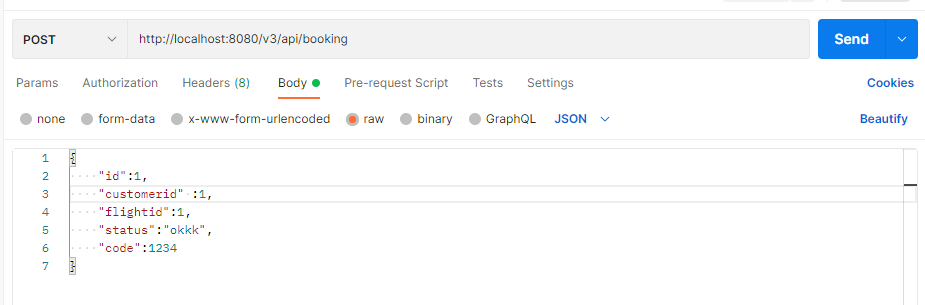 POST http://localhost:8080/v3/api/booking Send
Params Authorization Headers (8) Body Pre-request Script Tests Settings Cookies
none form-data x-www-form-urlencoded raw binary GraphQL JSON Beautify
1 {
2 "id":1,
3 "customerid" :1,
4 "flightid":1,
5 "status":"okkk",
6 "code":1234
7 }